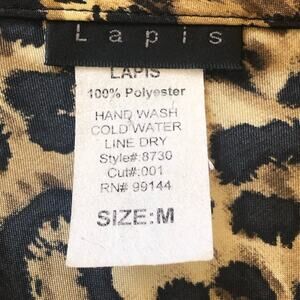 Lapis
LAPIS
100% Polyester
HAND WASH
COLD WATER
LINE DRY
Style#:8730
Cut#:001
RN# 99144
SIZE:M